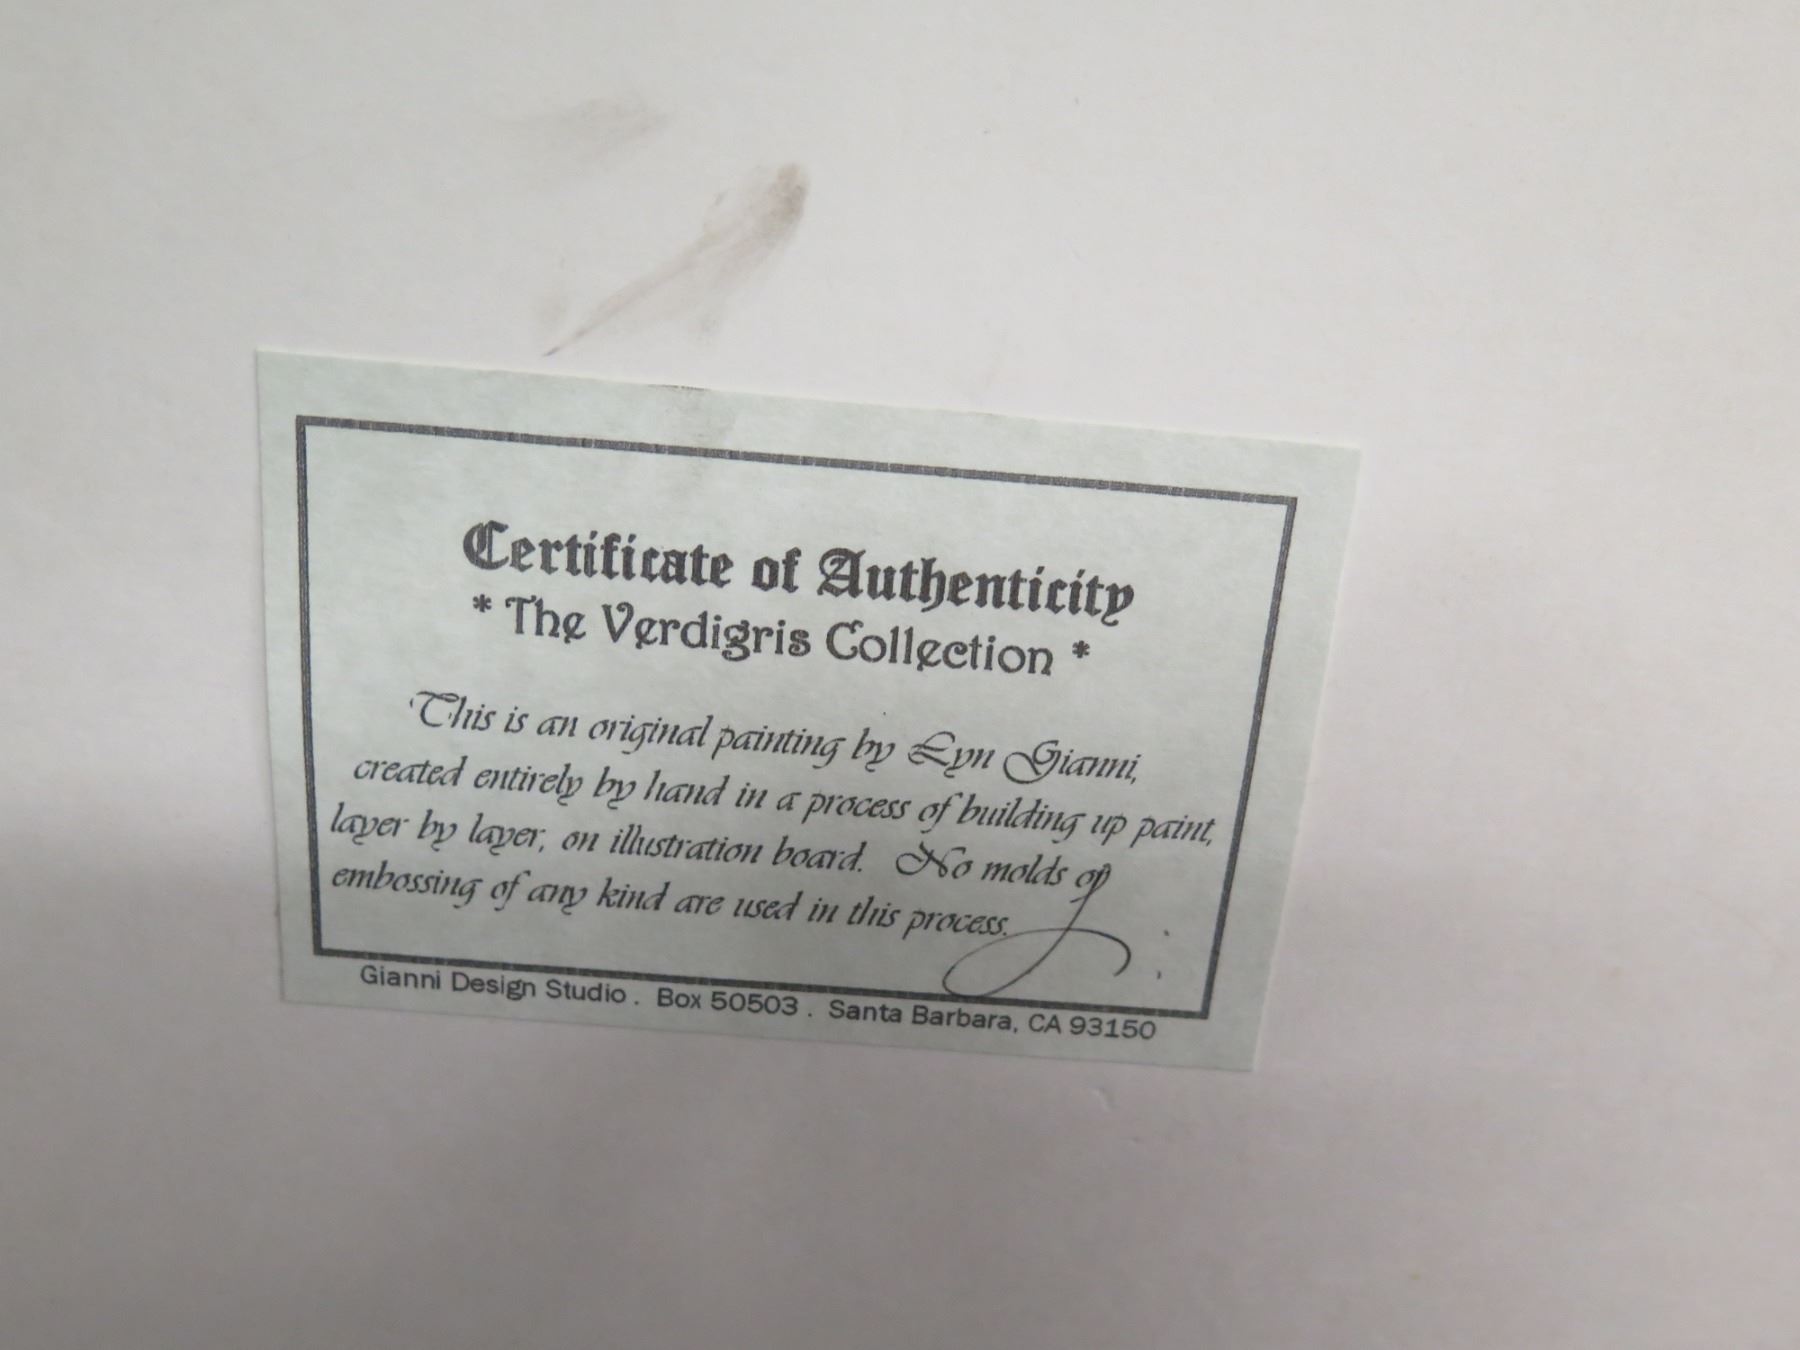 Certificate of Authenticity
* The Verdigris Collection *
This is an original painting by Lyn Gianni,
created entirely by hand in a process of building up paint,
layer by layer, on illustration board. No molds or
embossing of any kind are used in this process.
Gianni Design Studio . Box 50503 . Santa Barbara, CA 93150